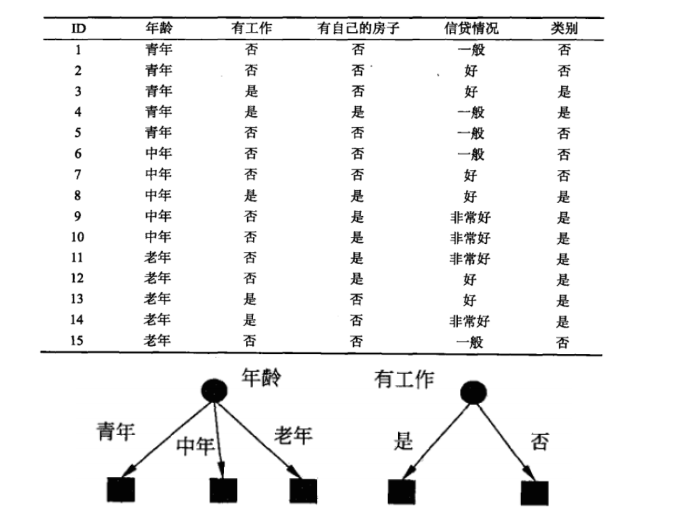 ID 年龄 有工作 有自己的房子 信贷情况 类别
1 青年 否 否 一般 否
2 青年 否 否 好 否
3 青年 是 否 好 是
4 青年 是 是 一般 是
5 青年 否 否 一般 否
6 中年 否 否 一般 否
7 中年 否 否 好 否
8 中年 是 是 好 是
9 中年 否 是 非常好 是
10 中年 否 是 非常好 是
11 老年 否 是 非常好 是
12 老年 否 是 好 是
13 老年 是 否 好 是
14 老年 是 否 非常好 是
15 老年 否 否 一般 否
年龄 有工作
青年 中年 老年 是 否